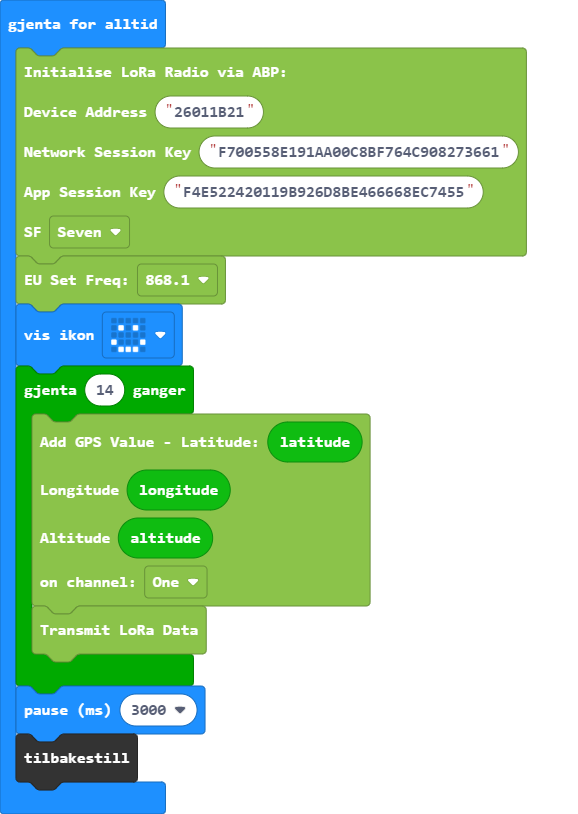 gjenta for alltid
Initialise LoRa Radio via ABP:
Device Address "26011B21"
Network Session Key "F700558E191AA00C8BF764C908273661"
App Session Key "F4E522420119B926D8BE466668EC7455"
SF Seven
EU Set Freq: 868.1
vis ikon
gjenta 14 ganger
Add GPS Value - Latitude: latitude
Longitude longitude
Altitude altitude
on channel: One
Transmit LoRa Data
pause (ms) 3000
tilbakestill